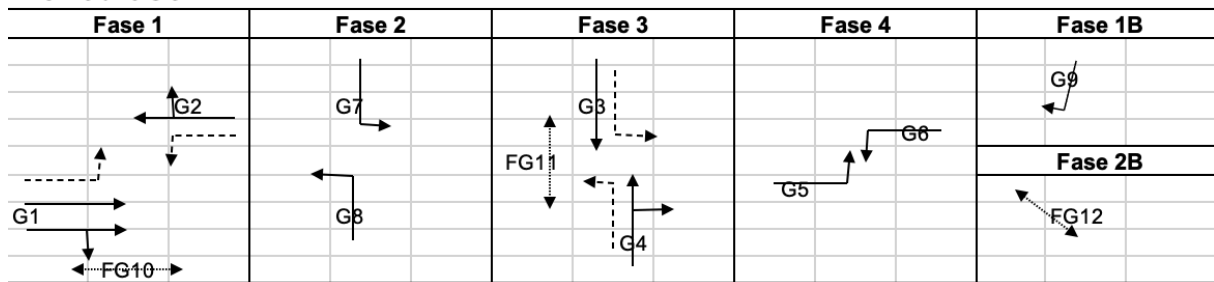 Fase 1 Fase 2 Fase 3 Fase 4 Fase 1B
G2 G7 G3 G9
FG11 G6
Fase 2B
G5
G1 G8 G4 FG12
FG10